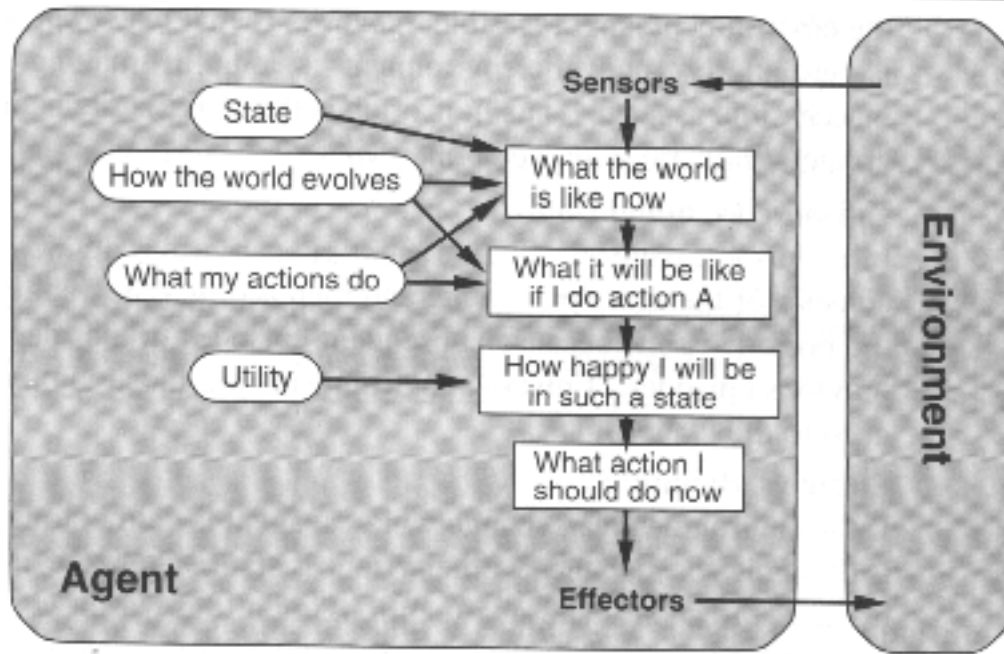 Sensors
State
What the world
is like now
How the world evolves
What my actions do
What it will be like
if I do action A
Utility
How happy I will be
in such a state
What action I
should do now
Agent
Effectors
Environment